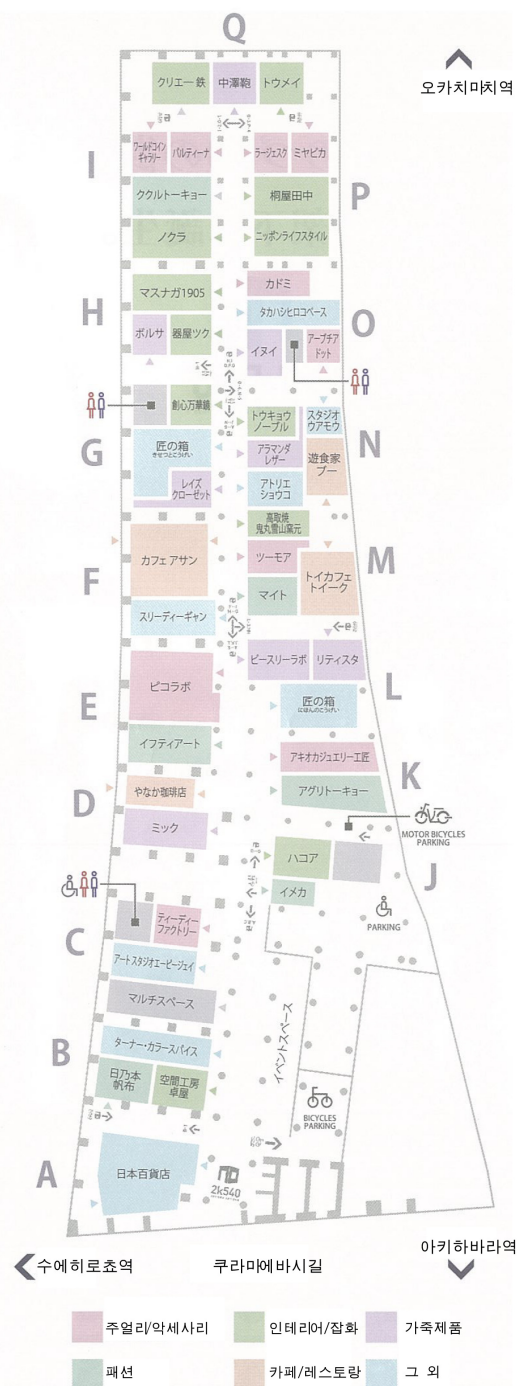 Q
오카치마치역
クリエー 鉄
中澤鞄
トウメイ
I
ワールドコイン
ギャラリー
パルティーナ
ラージェスク
ミヤビカ
ククルトーキョー
桐屋田中
P
ノクラ
ニッポンライフスタイル
マスナガ1905
カドミ
H
タカハシヒロコベース
O
ボルサ
器屋ツク
イヌイ
アーブチア
ドット
創心万華鏡
トウキョウ
ノーブル
スタジオ
ウアモウ
N
G
匠の箱
きせつとこうげい
アラマンダ
レザー
遊食家
ブー
レイズ
クローゼット
アトリエ
ショウコ
高取焼
鬼丸雪山窯元
カフェ アサン
ツーモア
M
F
トイカフェ
トイーク
マイト
スリーディーギャン
ピコラボ
ビースリーラボ
リティスタ
E
匠の箱
にほんのこうげい
L
イフティアート
アキオカジュエリー工匠
K
D
やなか珈琲店
アグリトーキョー
ミック
MOTOR BICYCLES
PARKING
ハコア
J
イメカ
PARKING
C
ティーディー
ファクトリー
アートスタジオエービージェイ
マルチスペース
イベントスペース
B
ターナー・カラースパイス
日乃本
帆布
空間工房
卓屋
BICYCLES
PARKING
A
日本百貨店
2k540
수에히로쵸역
쿠라마에바시길
아키하바라역
주얼리/악세사리
인테리어/잡화
가죽제품
패션
카페/레스토랑
그 외